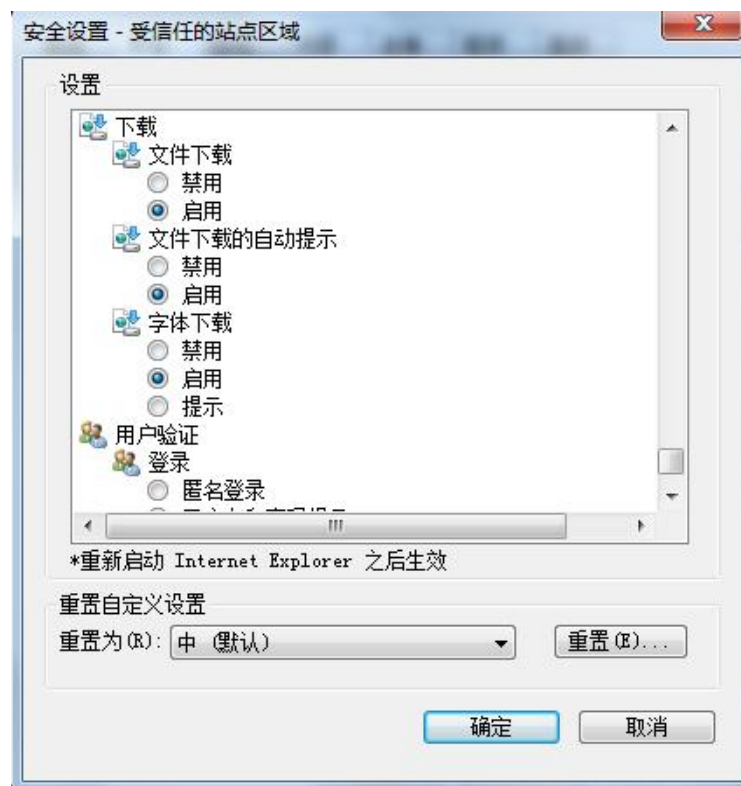 安全设置 - 受信任的站点区域
设置
下载
文件下载
禁用
启用
文件下载的自动提示
禁用
启用
字体下载
禁用
启用
提示
用户验证
登录
匿名登录
*重新启动 Internet Explorer 之后生效
重置自定义设置
重置为(R): 中 (默认) 重置(E)...
确定 取消